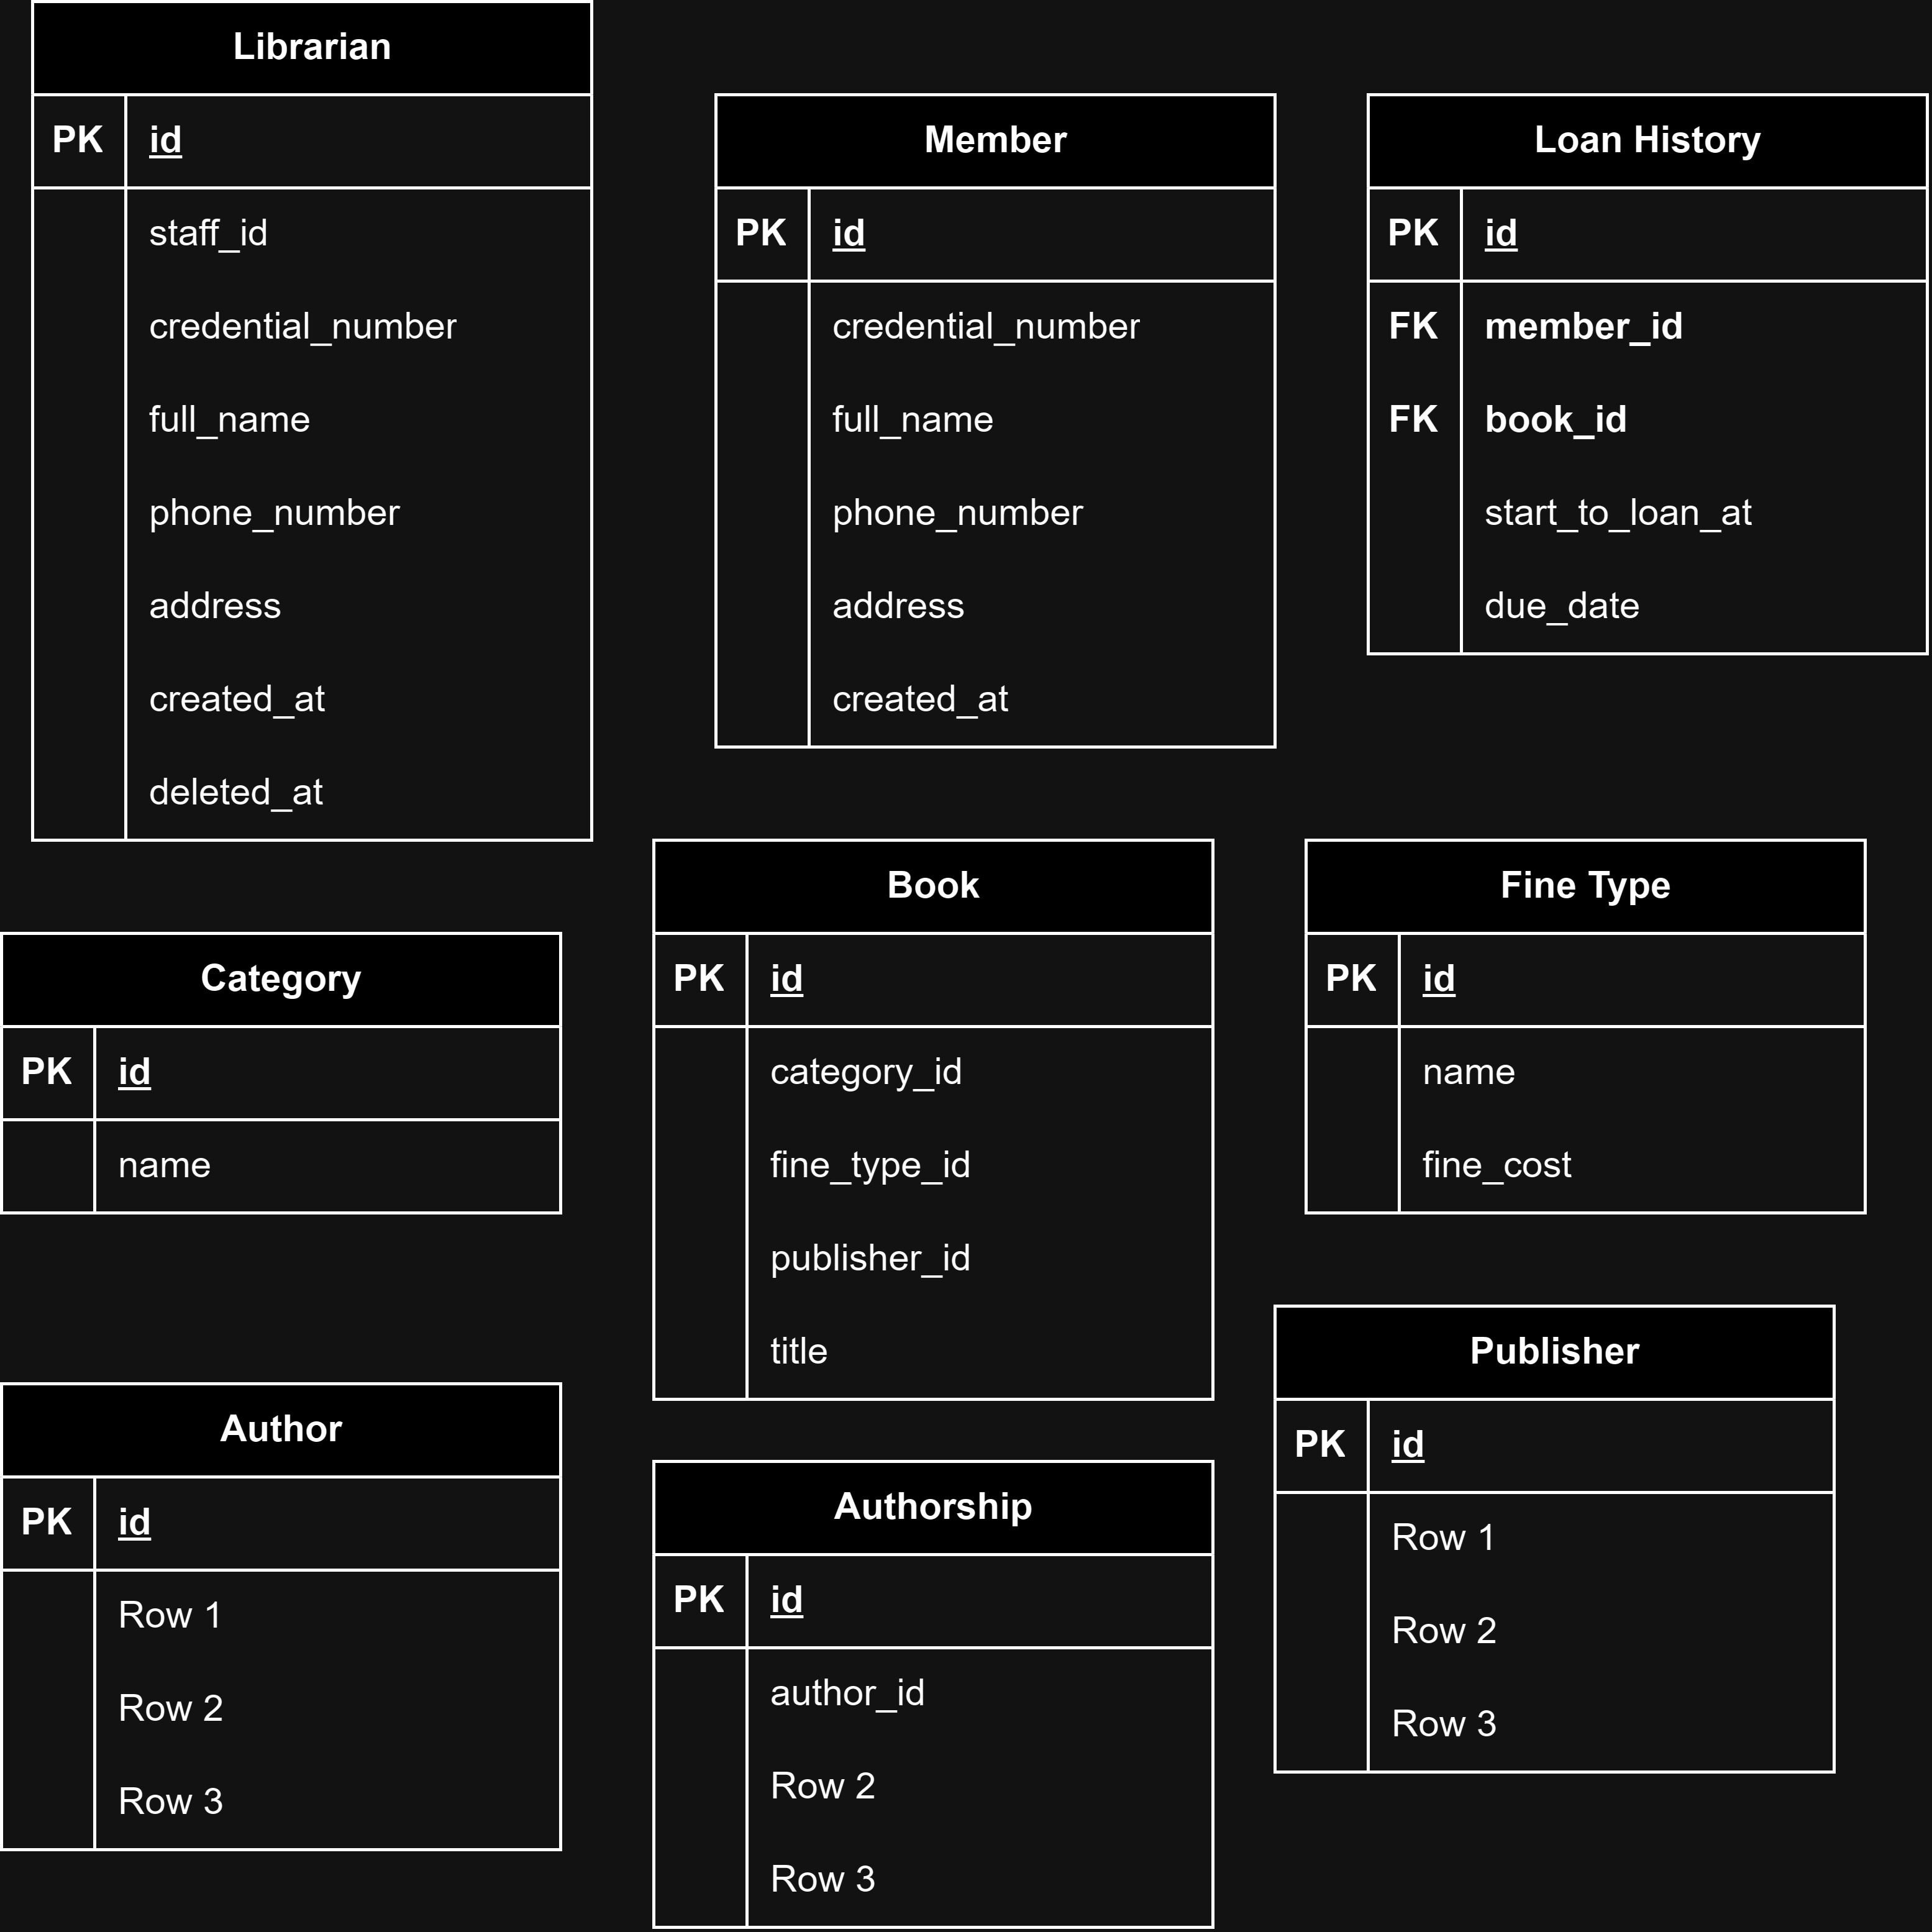 Librarian
PK id
staff_id
credential_number
full_name
phone_number
address
created_at
deleted_at
Member
PK id
credential_number
full_name
phone_number
address
created_at
Loan History
PK id
FK member_id
FK book_id
start_to_loan_at
due_date
Category
PK id
name
Book
PK id
category_id
fine_type_id
publisher_id
title
Fine Type
PK id
name
fine_cost
Author
PK id
Row 1
Row 2
Row 3
Authorship
PK id
author_id
Row 2
Row 3
Publisher
PK id
Row 1
Row 2
Row 3